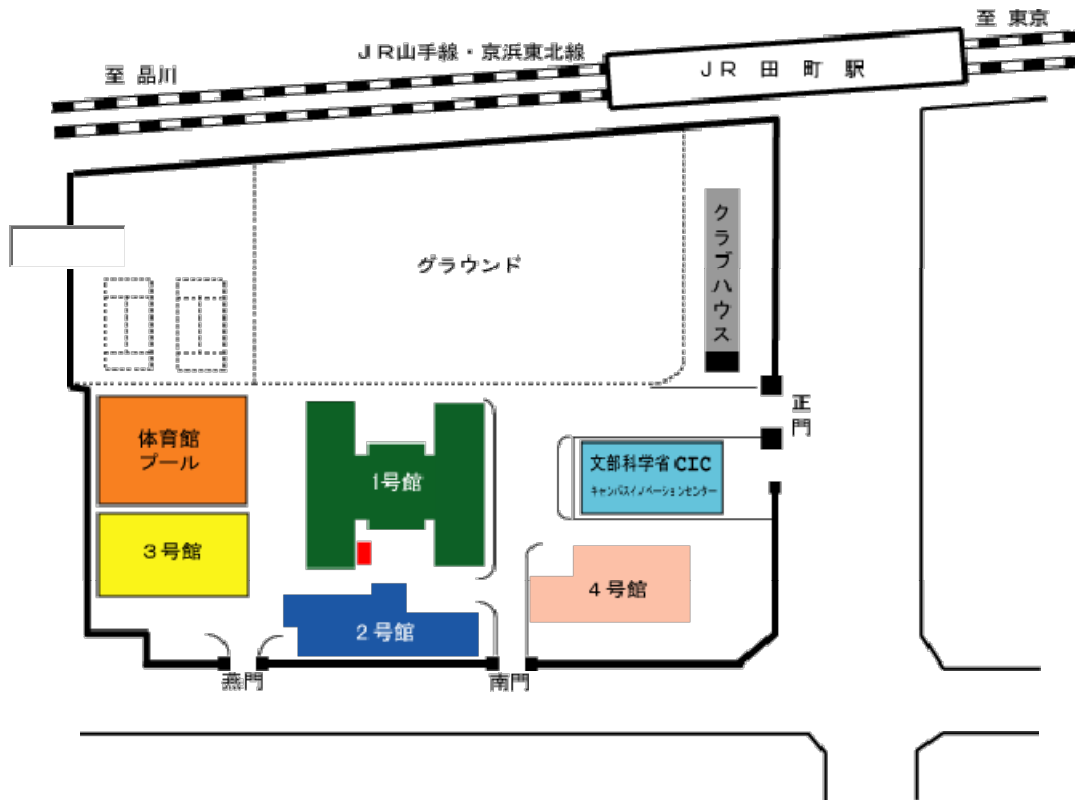 至 東京
JR山手線・京浜東北線
至 品川
JR 田 町 駅
クラブハウス
グラウンド
正門
体育館
プール
1号館
文部科学省CIC
キャンパスイノベーションセンター
3号館
4号館
2号館
燕門
南門